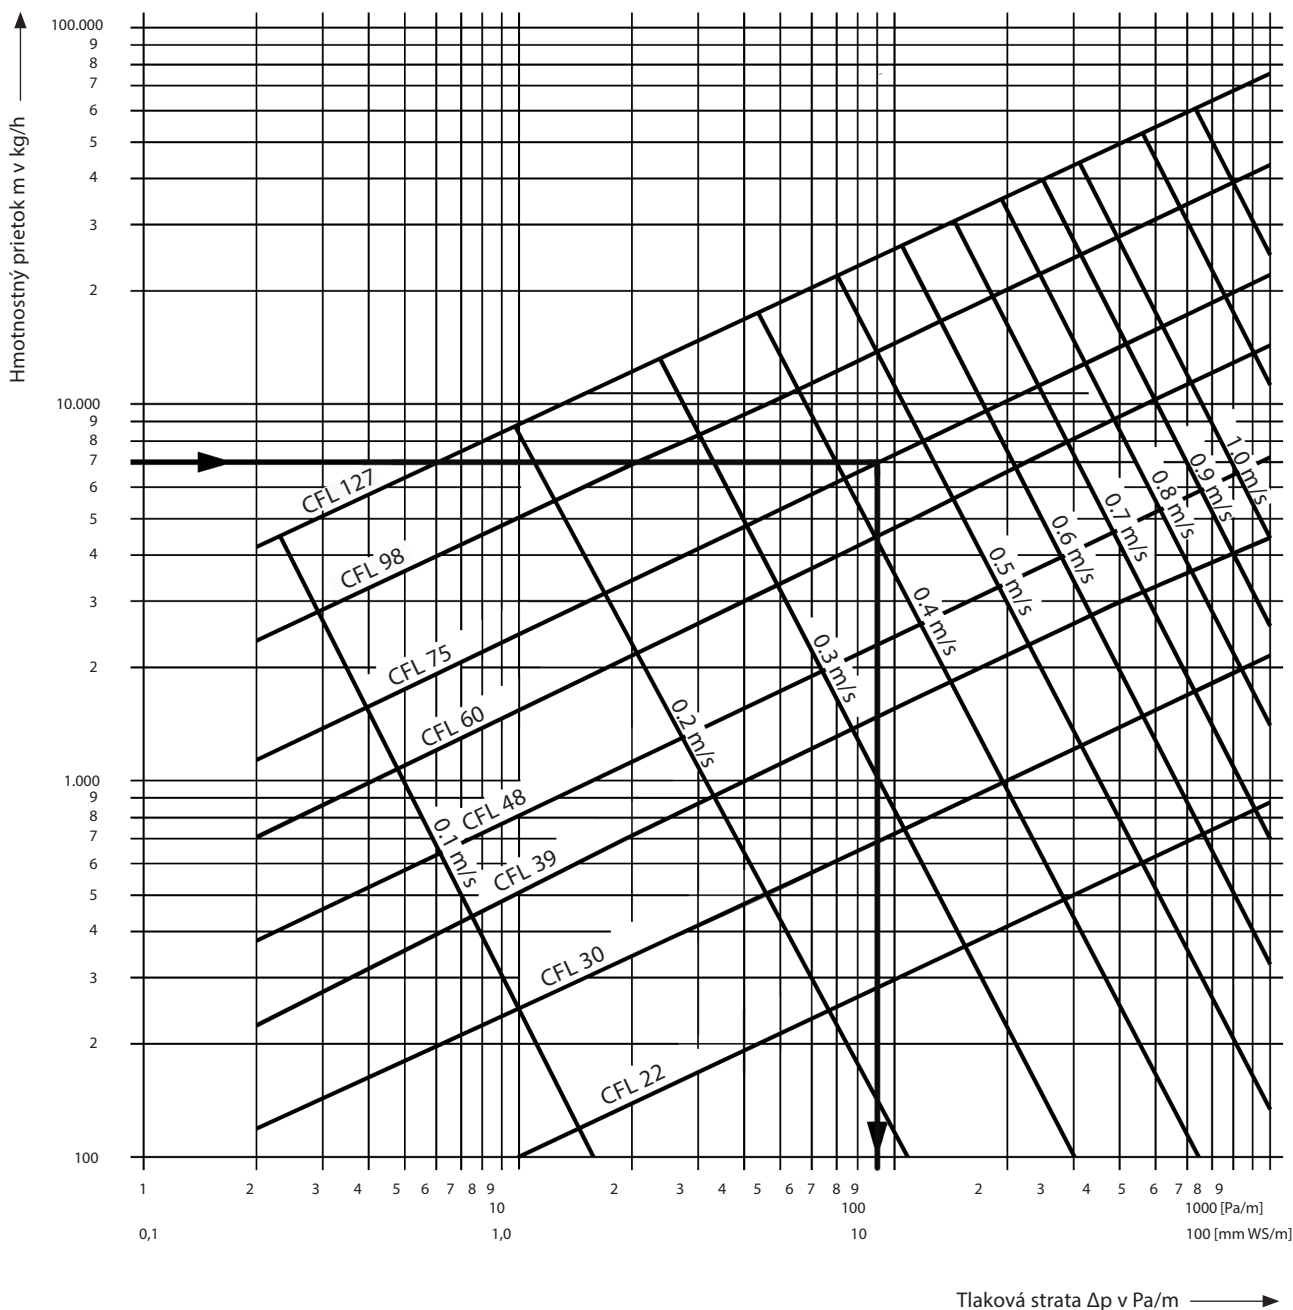 Hmotnostný prietok m v kg/h
100.000
9
8
7
6
5
4
3
2
10.000
9
8
7
6
5
4
3
2
1.000
9
8
7
6
5
4
3
2
100
CFL 127
CFL 98
CFL 75
CFL 60
CFL 48
CFL 39
CFL 30
CFL 22
0.1 m/s
0.2 m/s
0.3 m/s
0.4 m/s
0.5 m/s
0.6 m/s
0.7 m/s
0.8 m/s
0.9 m/s
1.0 m/s
1 2 3 4 5 6 7 8 9 2 3 4 5 6 7 8 9 2 3 4 5 6 7 8 9
10 100 1000 [Pa/m]
0,1 1,0 10 100 [mm WS/m]
Tlaková strata Δp v Pa/m